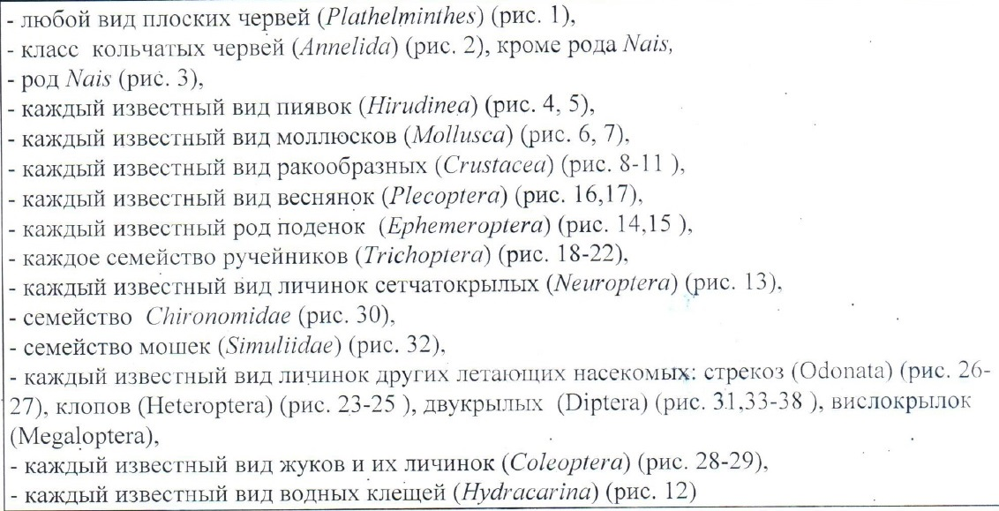 - любой вид плоских червей (Plathelminthes) (рис. 1),
- класс кольчатых червей (Annelida) (рис. 2), кроме рода Nais,
- род Nais (рис. 3),
- каждый известный вид пиявок (Hirudinea) (рис. 4, 5),
- каждый известный вид моллюсков (Mollusca) (рис. 6, 7),
- каждый известный вид ракообразных (Crustacea) (рис. 8-11 ),
- каждый известный вид веснянок (Plecoptera) (рис. 16,17),
- каждый известный род поденок (Ephemeroptera) (рис. 14,15 ),
- каждое семейство ручейников (Trichoptera) (рис. 18-22),
- каждый известный вид личинок сетчатокрылых (Neuroptera) (рис. 13),
- семейство Chironomidae (рис. 30),
- семейство мошек (Simuliidae) (рис. 32),
- каждый известный вид личинок других летающих насекомых: стрекоз (Odonata) (рис. 26-
27), клопов (Heteroptera) (рис. 23-25 ), двукрылых (Diptera) (рис. 31,33-38 ), вислокрылок
(Megaloptera),
- каждый известный вид жуков и их личинок (Coleoptera) (рис. 28-29),
- каждый известный вид водных клещей (Hydracarina) (рис. 12)